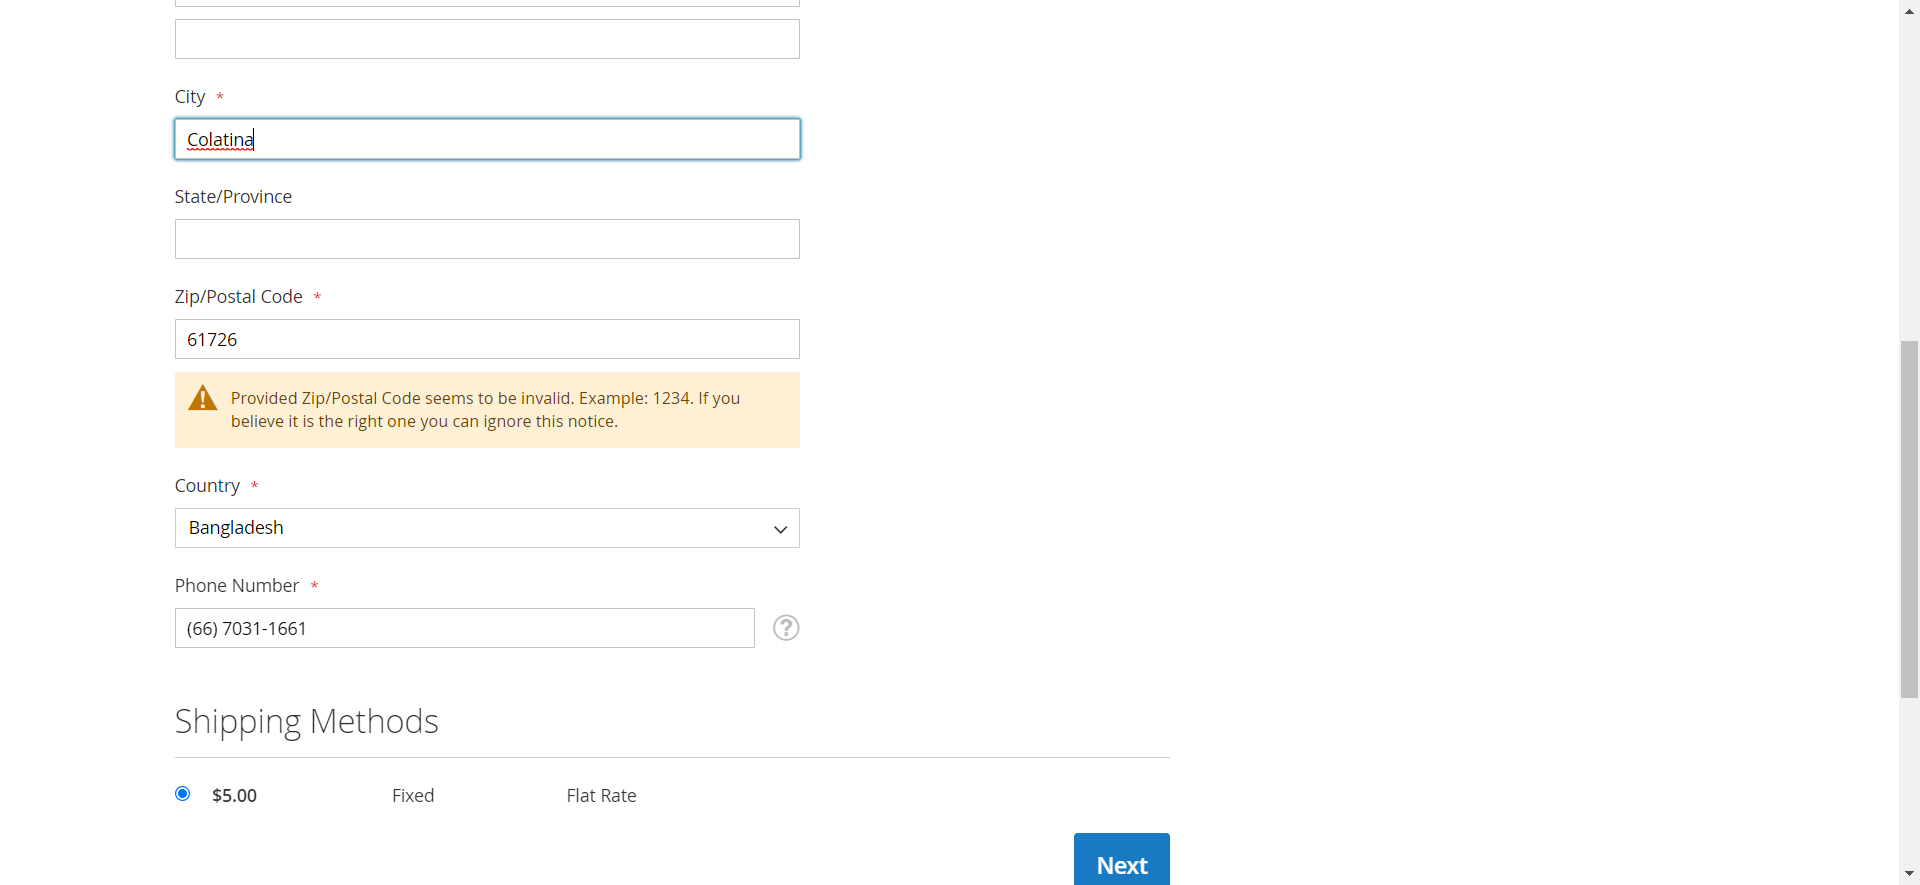 City *
Colatina
State/Province
Zip/Postal Code *
61726
Provided Zip/Postal Code seems to be invalid. Example: 1234. If you
believe it is the right one you can ignore this notice.
Country *
Bangladesh
Phone Number *
(66) 7031-1661
?
Shipping Methods
$5.00 Fixed Flat Rate
Next